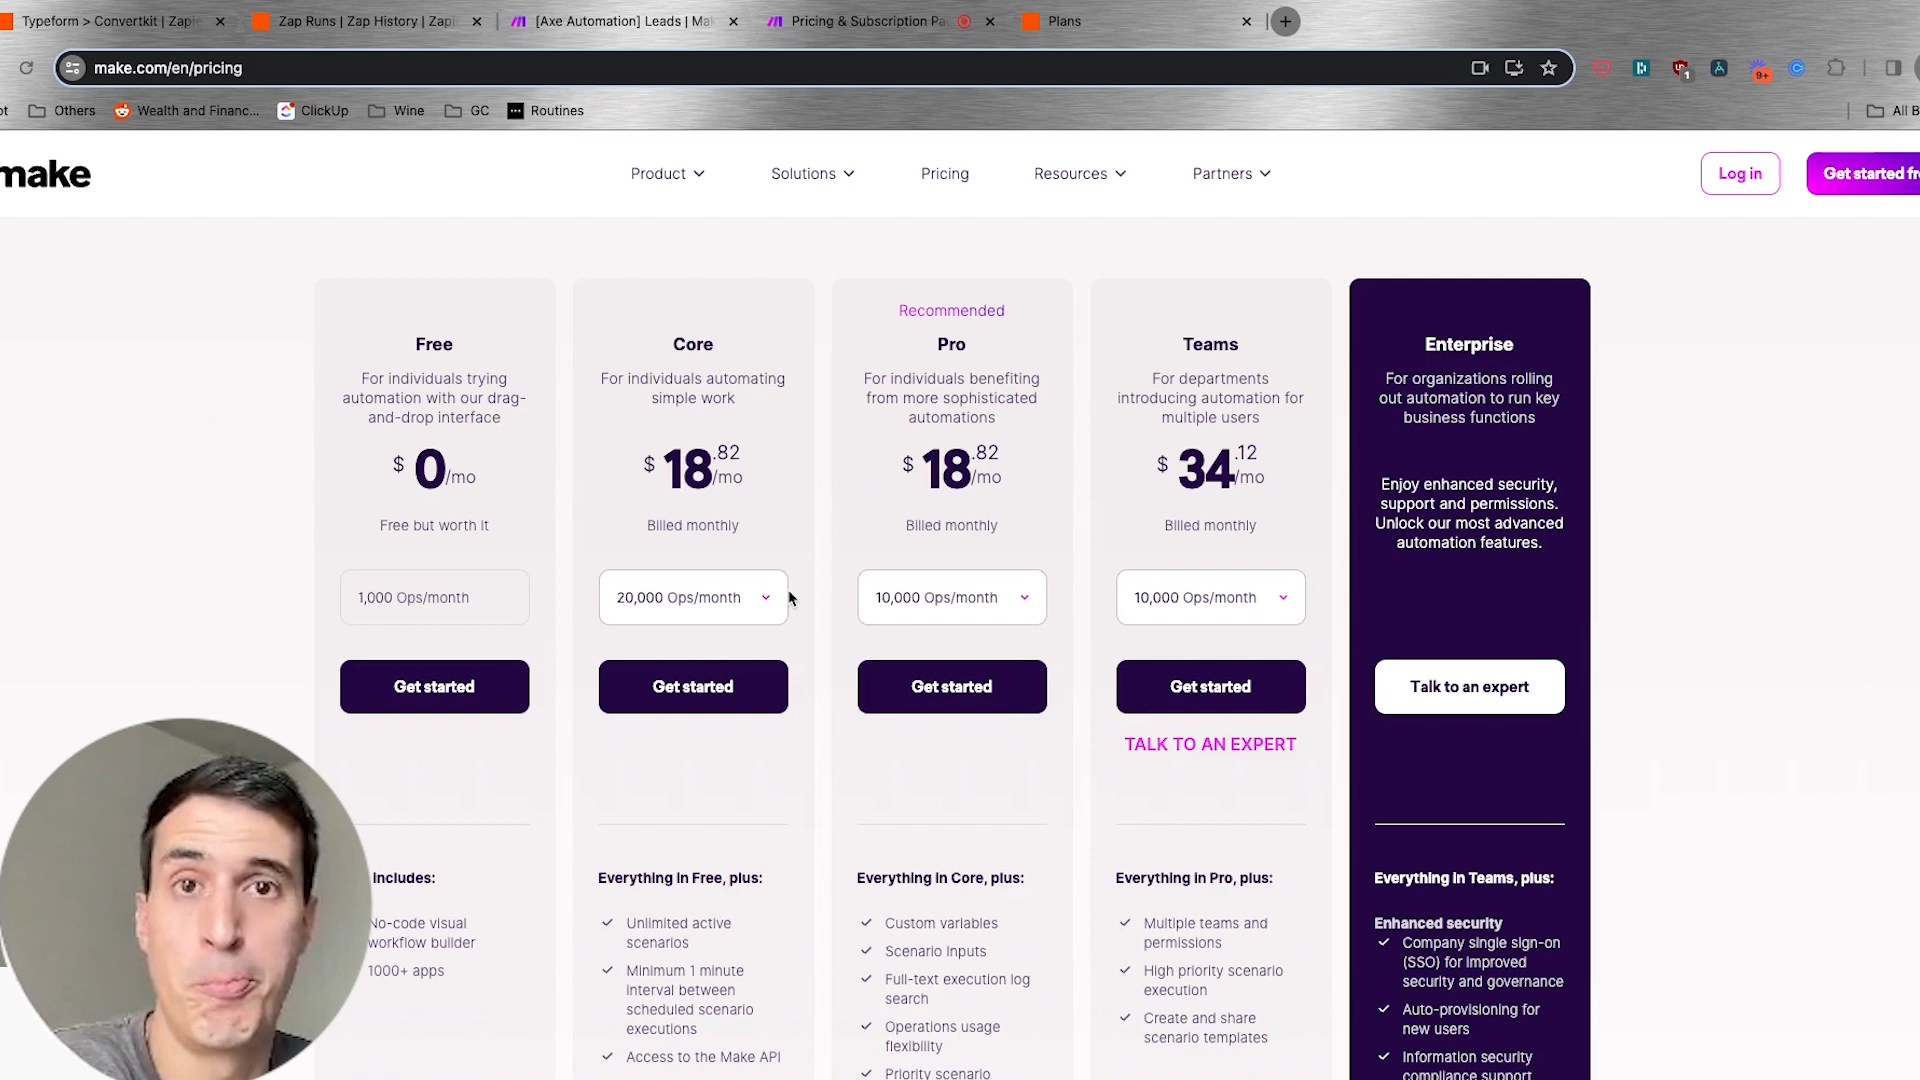 Typeform > Convertkit | Zapi
Zap Runs | Zap History | Zapi
[Axe Automation] Leads | Mak
Pricing & Subscription Pa
Plans
make.com/en/pricing
1
9+
Others
Wealth and Financ...
ClickUp
Wine
GC
Routines
All B
make
Product
Solutions
Pricing
Resources
Partners
Log in
Get started fre
Free
For individuals trying
automation with our drag-
and-drop interface
$ 0/mo
Free but worth it
1,000 Ops/month
Get started
includes:
No-code visual
workflow builder
1000+ apps
Core
For individuals automating
simple work
$ 18.82/mo
Billed monthly
20,000 Ops/month
Get started
Everything in Free, plus:
Unlimited active
scenarios
Minimum 1 minute
interval between
scheduled scenario
executions
Access to the Make API
Recommended
Pro
For individuals benefiting
from more sophisticated
automations
$ 18.82/mo
Billed monthly
10,000 Ops/month
Get started
Everything in Core, plus:
Custom variables
Scenario Inputs
Full-text execution log
search
Operations usage
flexibility
Priority scenario
Teams
For departments
introducing automation for
multiple users
$ 34.12/mo
Billed monthly
10,000 Ops/month
Get started
TALK TO AN EXPERT
Everything in Pro, plus:
Multiple teams and
permissions
High priority scenario
execution
Create and share
scenario templates
Enterprise
For organizations rolling
out automation to run key
business functions
Enjoy enhanced security,
support and permissions.
Unlock our most advanced
automation features.
Talk to an expert
Everything in Teams, plus:
Enhanced security
Company single sign-on
(SSO) for improved
security and governance
Auto-provisioning for
new users
Information security
compliance support